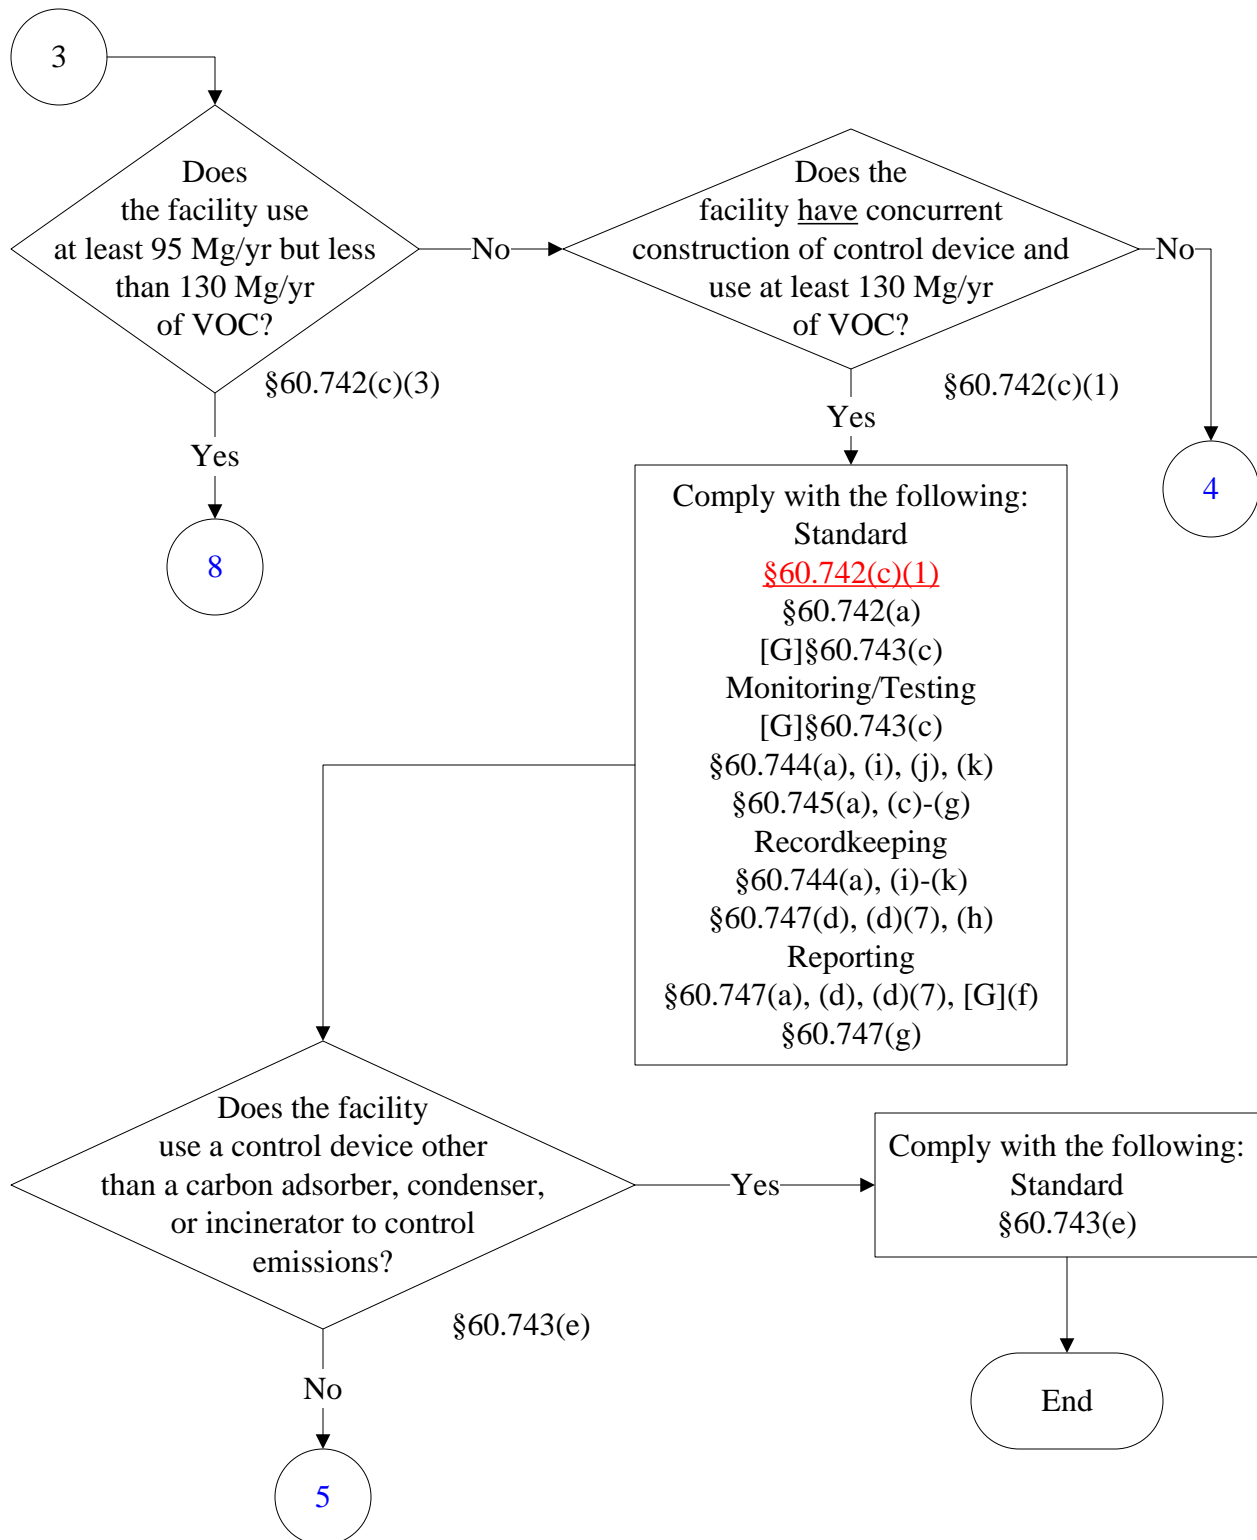 3
Does
the facility use
at least 95 Mg/yr but less
than 130 Mg/yr
of VOC?
§60.742(c)(3)
No
Yes
8
Does the
facility have concurrent
construction of control device and
use at least 130 Mg/yr
of VOC?
§60.742(c)(1)
No
4
Yes
Comply with the following:
Standard
§60.742(c)(1)
§60.742(a)
[G]§60.743(c)
Monitoring/Testing
[G]§60.743(c)
§60.744(a), (i), (j), (k)
§60.745(a), (c)-(g)
Recordkeeping
§60.744(a), (i)-(k)
§60.747(d), (d)(7), (h)
Reporting
§60.747(a), (d), (d)(7), [G](f)
§60.747(g)
Does the facility
use a control device other
than a carbon adsorber, condenser,
or incinerator to control
emissions?
§60.743(e)
Yes
Comply with the following:
Standard
§60.743(e)
End
No
5